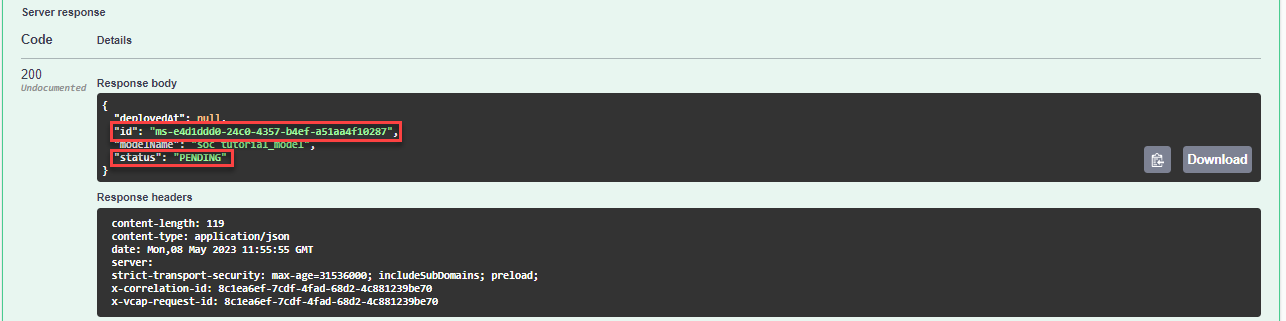 Server response
Code Details
200
Undocumented
Response body
{
"deployedAt": null,
"id": "ms-e4d1ddd0-24c0-4357-b4ef-a51aa4f10287",
"modelName": "soc_tutorial_model",
"status": "PENDING"
}
Download
Response headers
content-length: 119
content-type: application/json
date: Mon,08 May 2023 11:55:55 GMT
server:
strict-transport-security: max-age=31536000; includeSubDomains; preload;
x-correlation-id: 8c1ea6ef-7cdf-4fad-68d2-4c881239be70
x-vcap-request-id: 8c1ea6ef-7cdf-4fad-68d2-4c881239be70